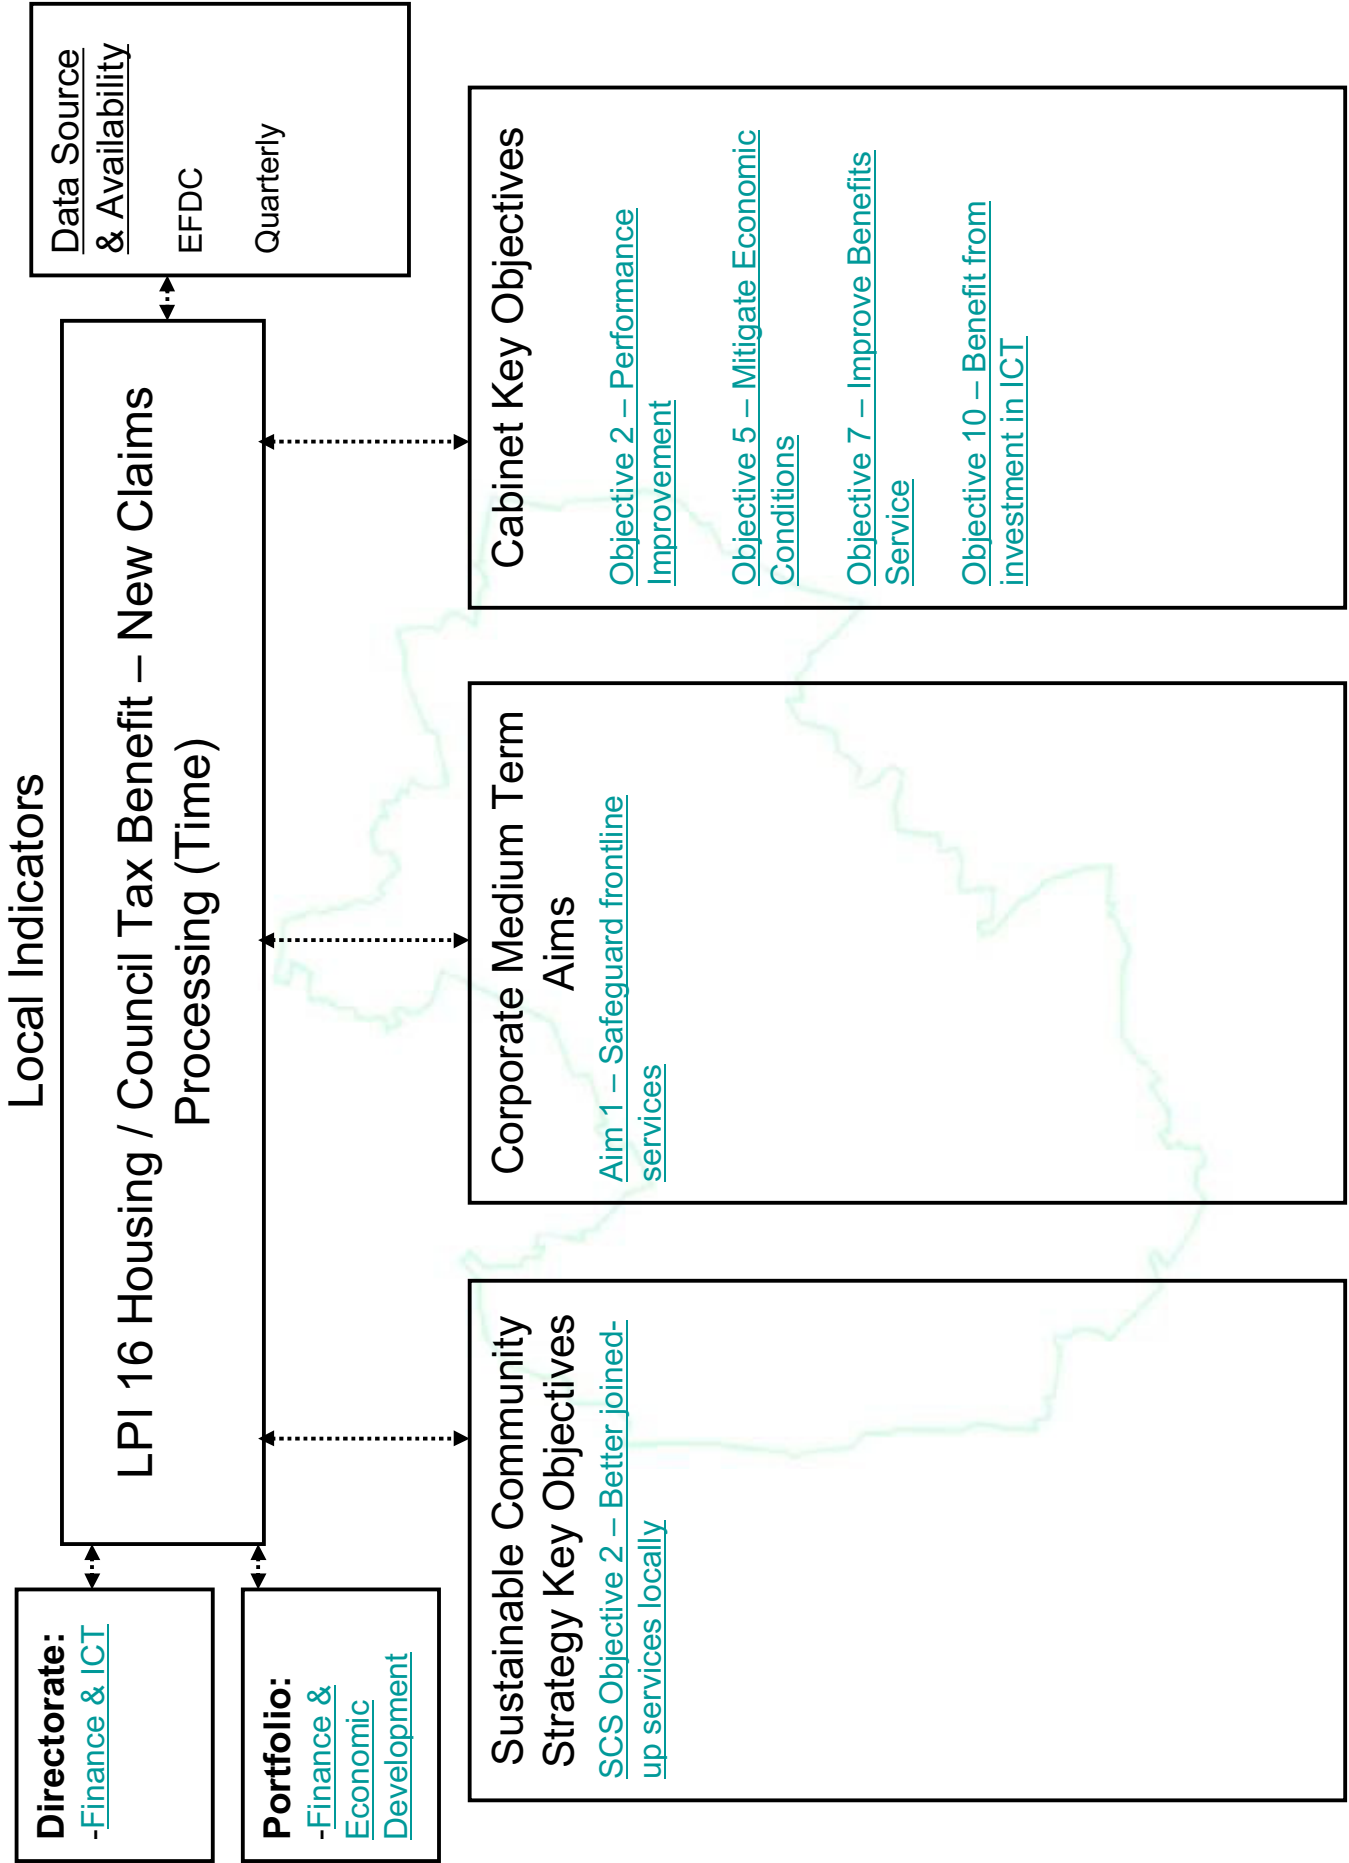 Local Indicators
Directorate:
-Finance & ICT
Portfolio:
-Finance &
Economic
Development
LPI 16 Housing / Council Tax Benefit – New Claims
Processing (Time)
Data Source
& Availability
EFDC
Quarterly
Sustainable Community
Strategy Key Objectives
SCS Objective 2 – Better joined-
up services locally
Corporate Medium Term
Aims
Aim 1 – Safeguard frontline
services
Cabinet Key Objectives
Objective 2 – Performance
Improvement
Objective 5 – Mitigate Economic
Conditions
Objective 7 – Improve Benefits
Service
Objective 10 – Benefit from
investment in ICT